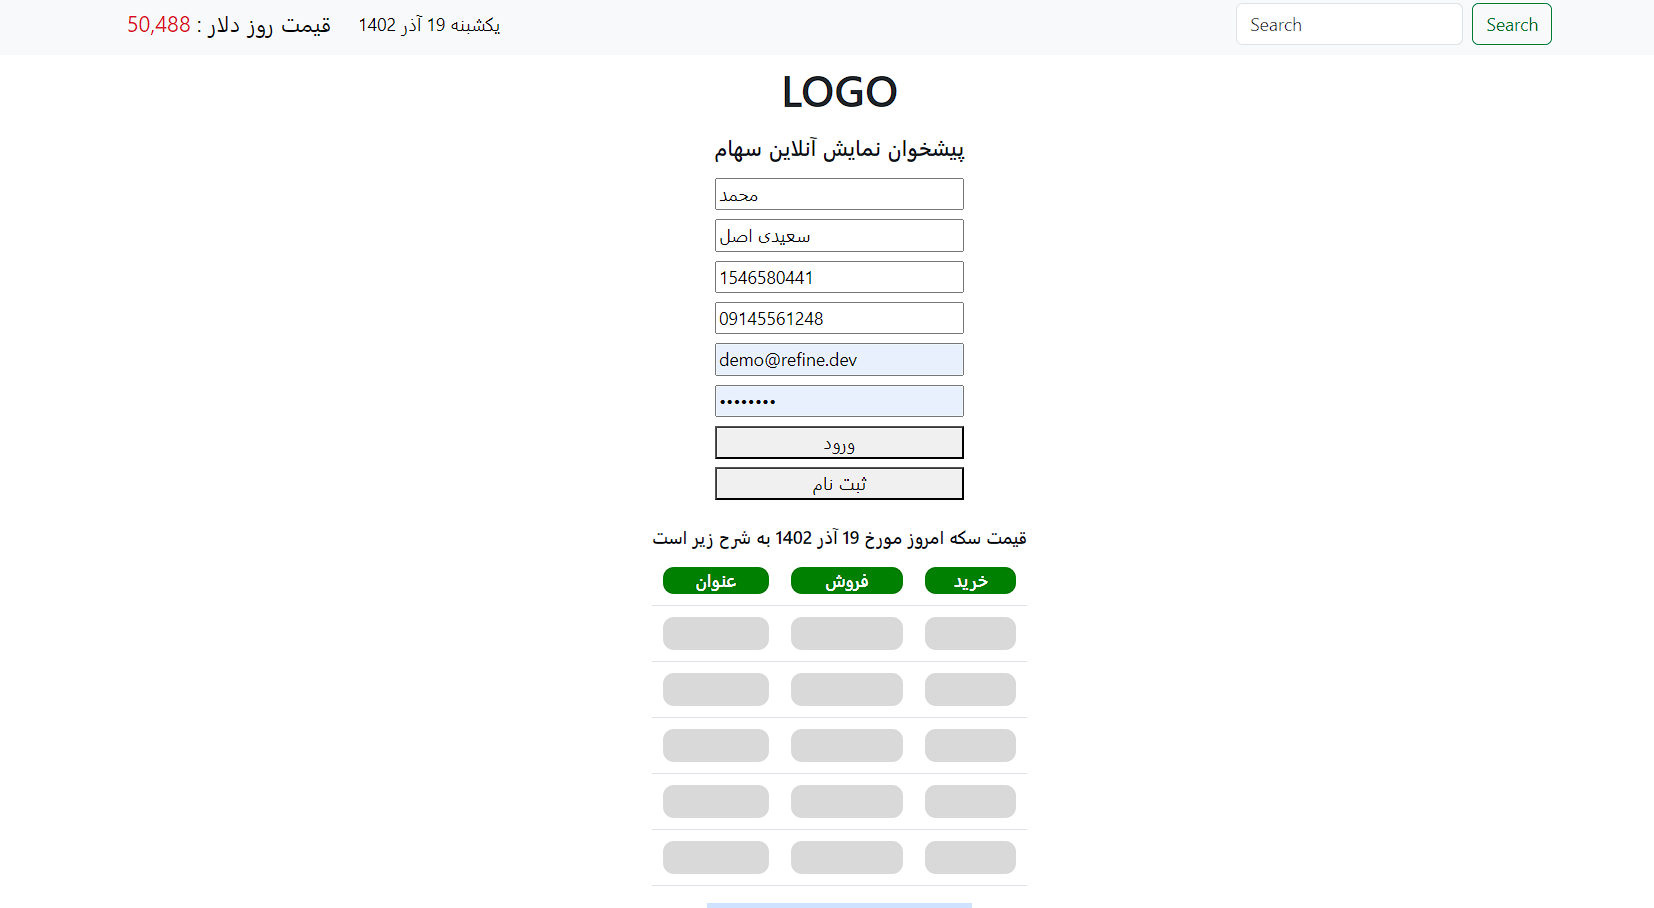 قیمت روز دلار : 50,488
یکشنبه 19 آذر 1402
Search
Search
LOGO
پیشخوان نمایش آنلاین سهام
محمد
سعیدی اصل
1546580441
09145561248
demo@refine.dev
••••••••
ورود
ثبت نام
قیمت سکه امروز مورخ 19 آذر 1402 به شرح زیر است
عنوان فروش خرید